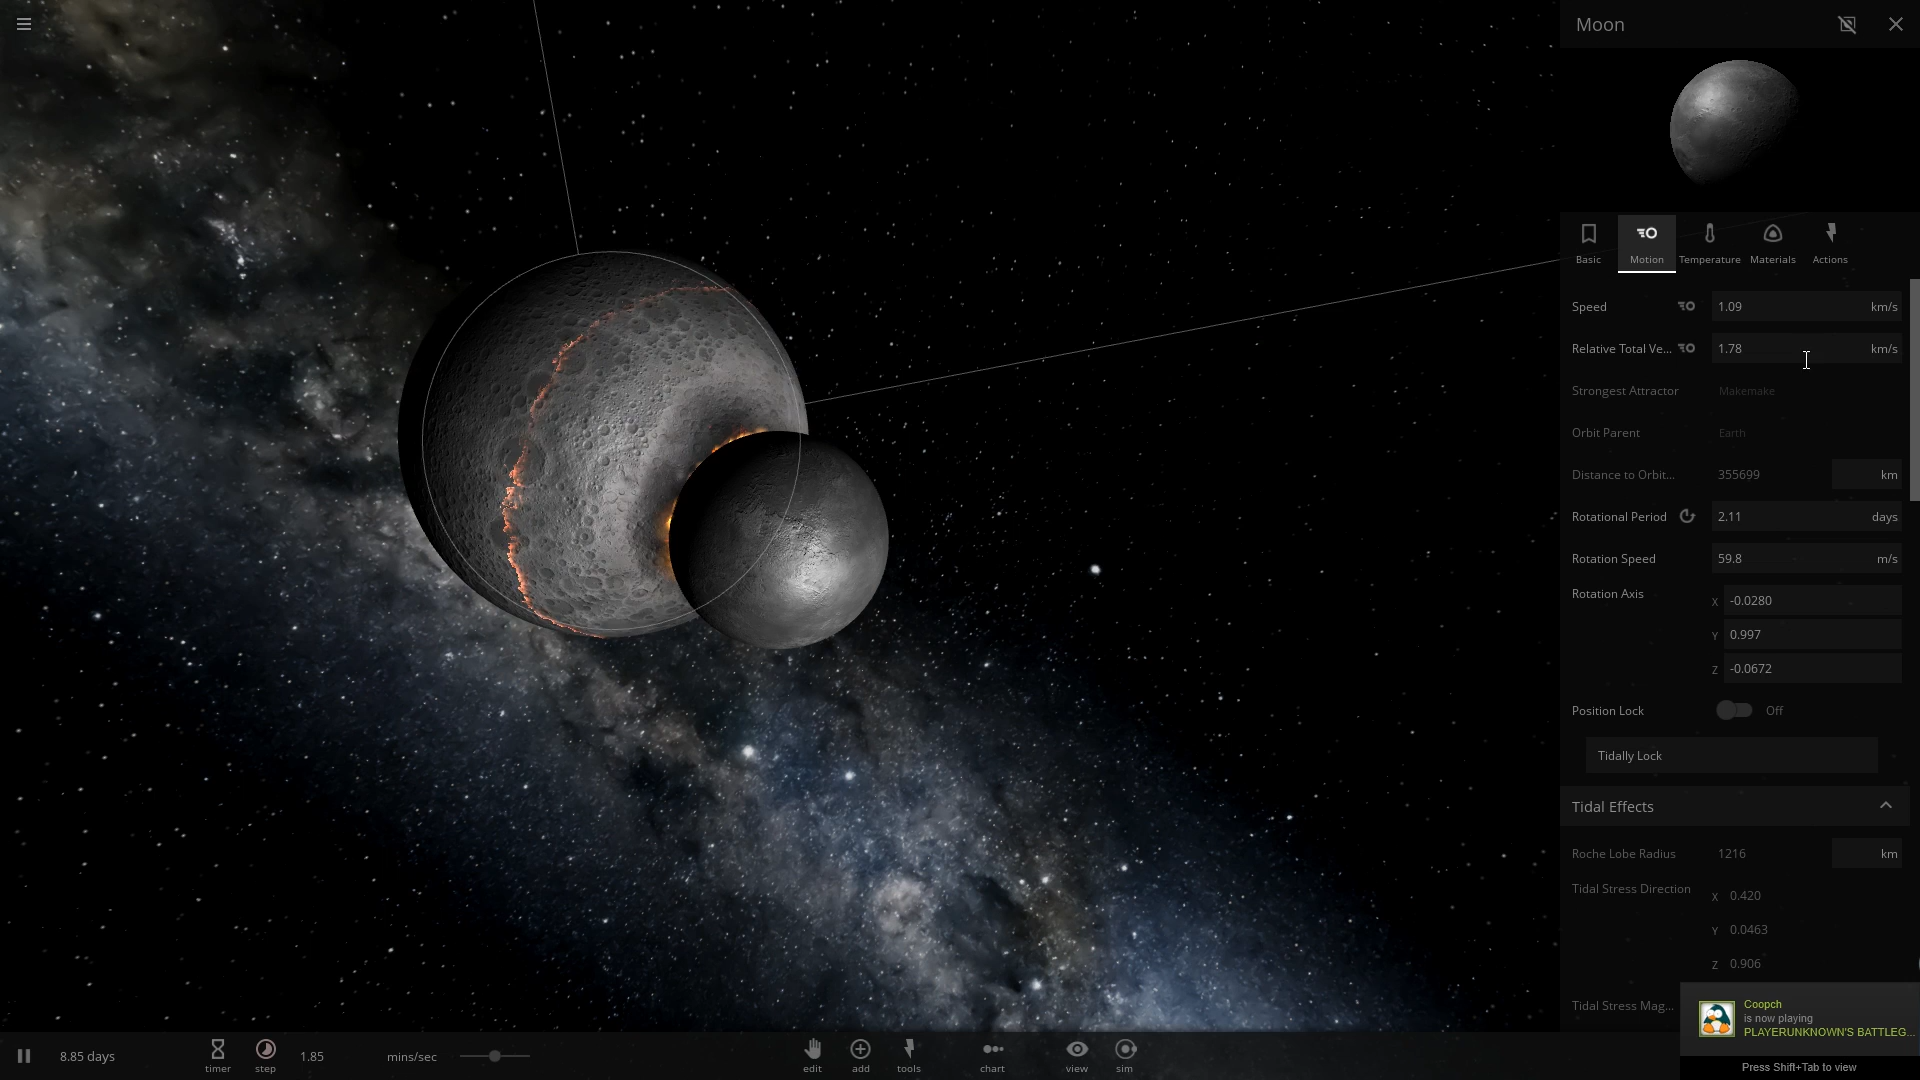 Moon
Basic
Motion
Temperature
Materials
Actions
Speed 1.09 km/s
Relative Total Ve... 1.78 km/s
Strongest Attractor Makemake
Orbit Parent Earth
Distance to Orbit... 355699 km
Rotational Period 2.11 days
Rotation Speed 59.8 m/s
Rotation Axis X -0.0280
Y 0.997
Z -0.0672
Position Lock Off
Tidally Lock
Tidal Effects
Roche Lobe Radius 1216 km
Tidal Stress Direction X 0.420
Y 0.0463
Z 0.906
Tidal Stress Mag...
Coopch
is now playing
PLAYERUNKNOWN'S BATTLEG...
Press Shift+Tab to view
8.85 days
timer
step
1.85 mins/sec
edit
add
tools
chart
view
sim